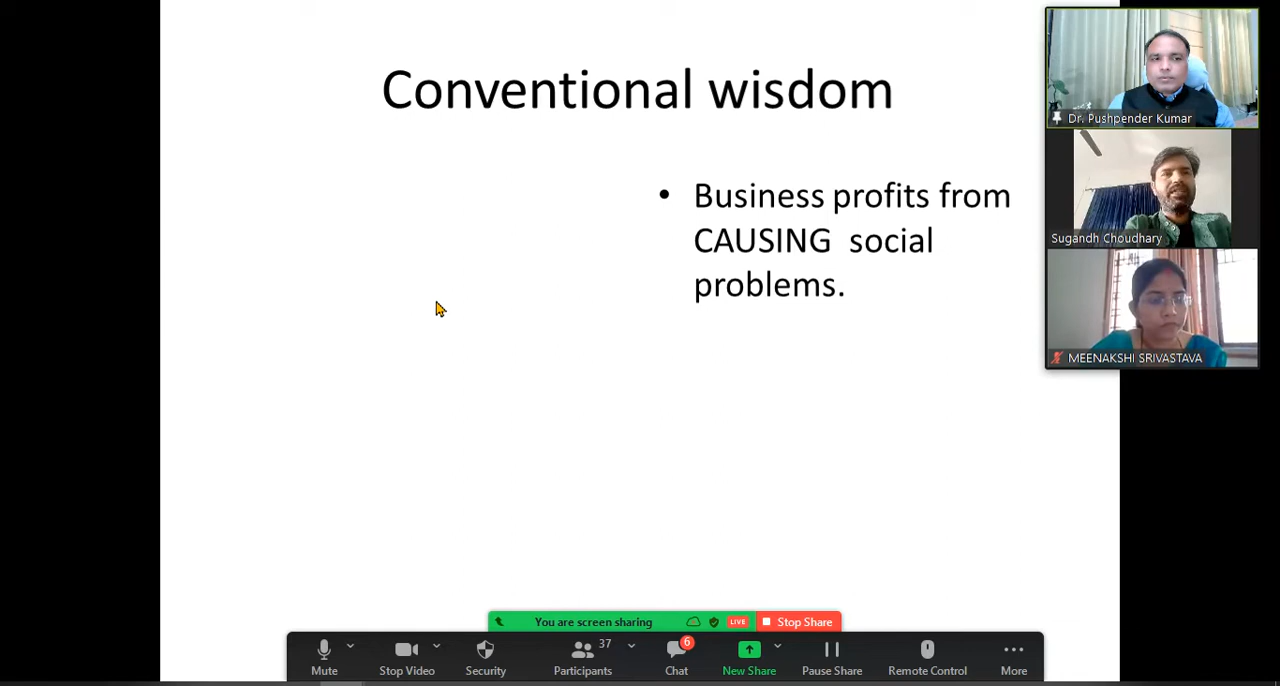 Conventional wisdom
• Business profits from
CAUSING social
problems.
Dr. Pushpender Kumar
Sugandh Choudhary
MEENAKSHI SRIVASTAVA
You are screen sharing
LIVE
Stop Share
Mute
Stop Video
Security
Participants
37
Chat
6
New Share
Pause Share
Remote Control
More